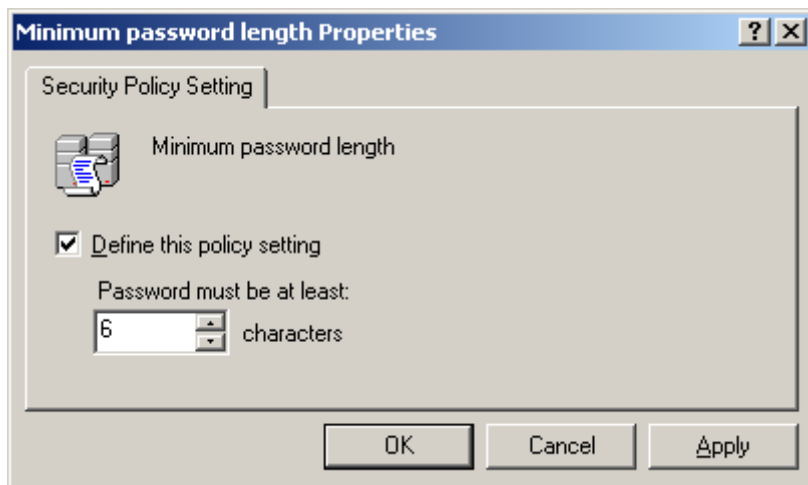 Minimum password length Properties
Security Policy Setting
Minimum password length
Define this policy setting
Password must be at least:
6 characters
OK Cancel Apply